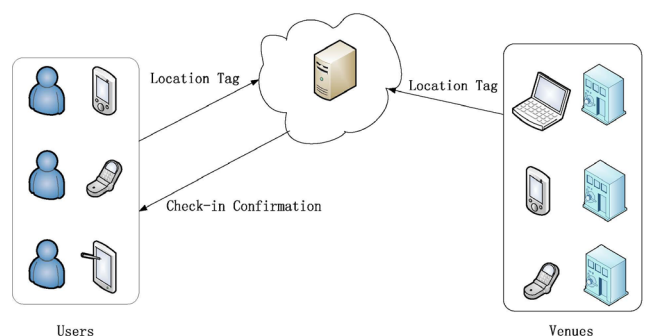 Location Tag
Location Tag
Check-in Confirmation
Users
Venues